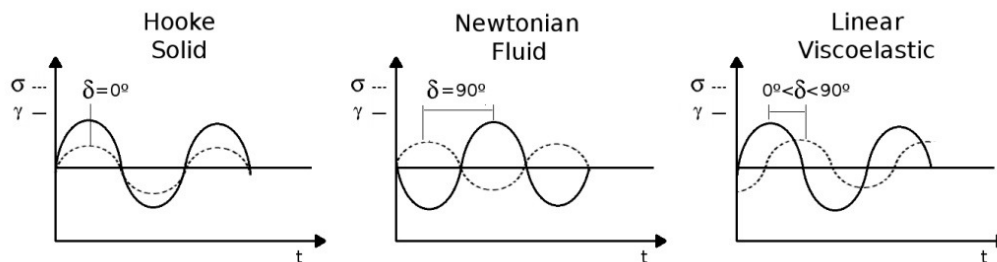 Hooke
Solid
σ ---
γ —
δ=0º
t
Newtonian
Fluid
σ ---
γ —
δ=90º
t
Linear
Viscoelastic
σ ---
γ —
0º<δ<90º
t